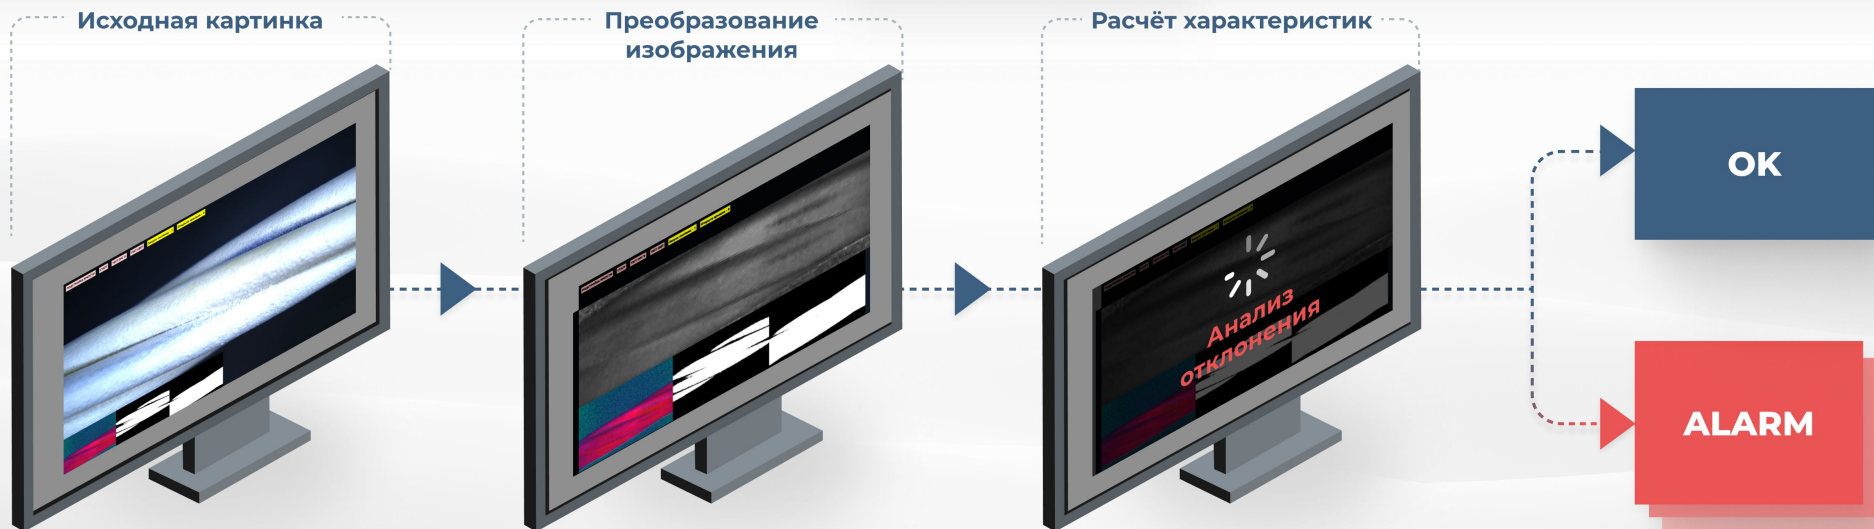 Исходная картинка
Преобразование
изображения
Расчёт характеристик
Анализ
отклонения
OK
ALARM